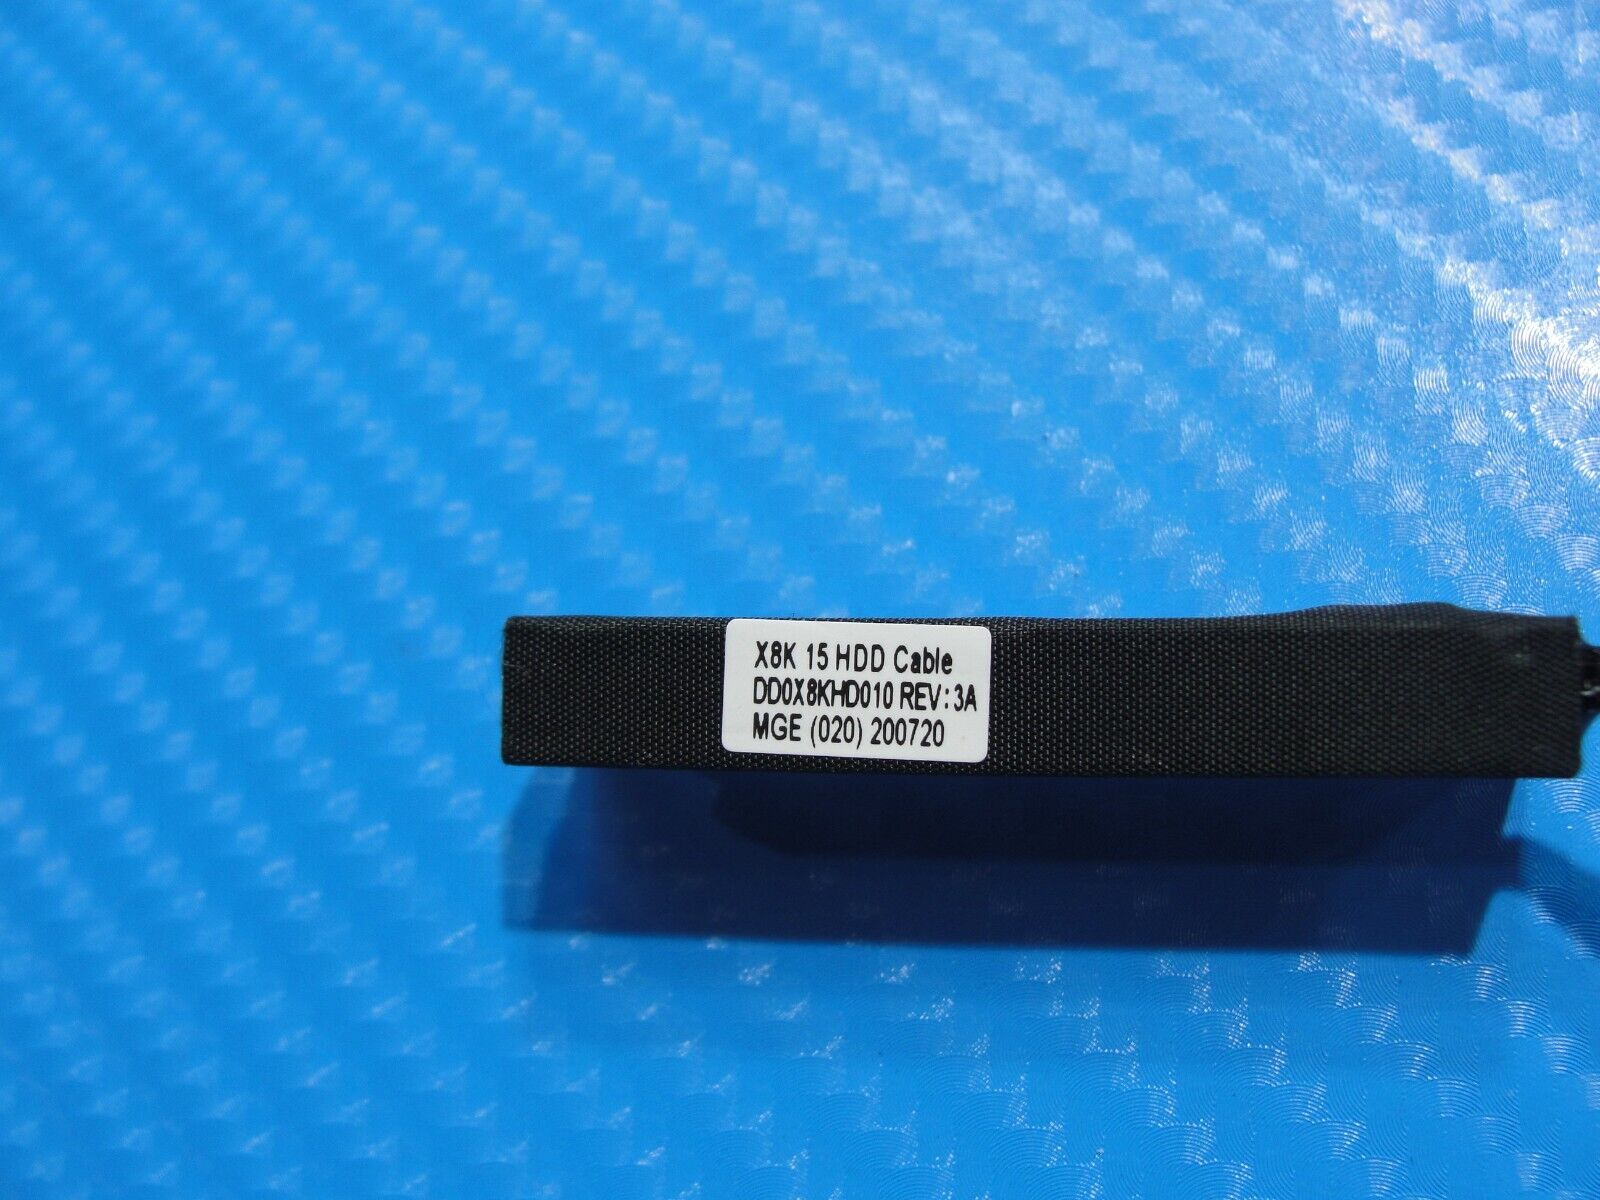 X8K 15 HDD Cable
DD0X8KHD010 REV: 3A
MGE (020) 200720